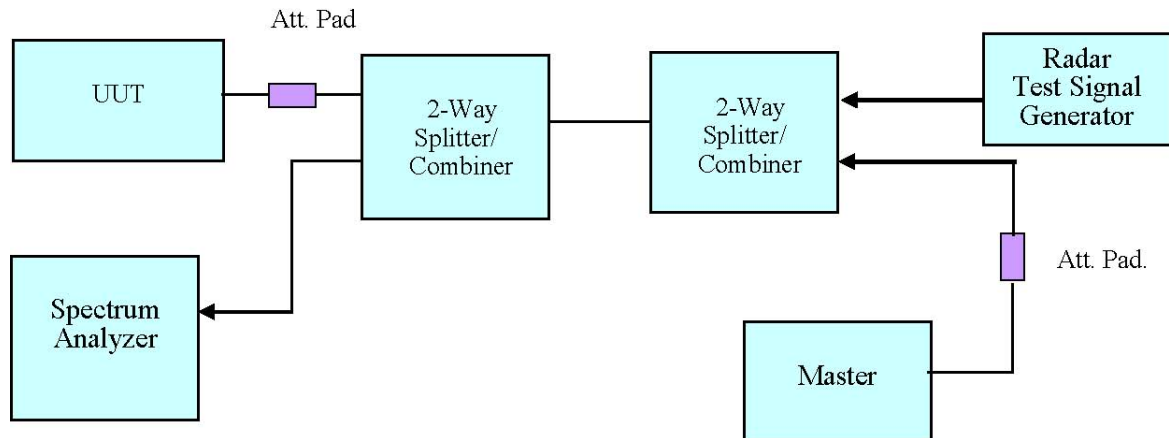 Att. Pad
UUT
2-Way
Splitter/
Combiner
2-Way
Splitter/
Combiner
Radar
Test Signal
Generator
Att. Pad.
Spectrum
Analyzer
Master